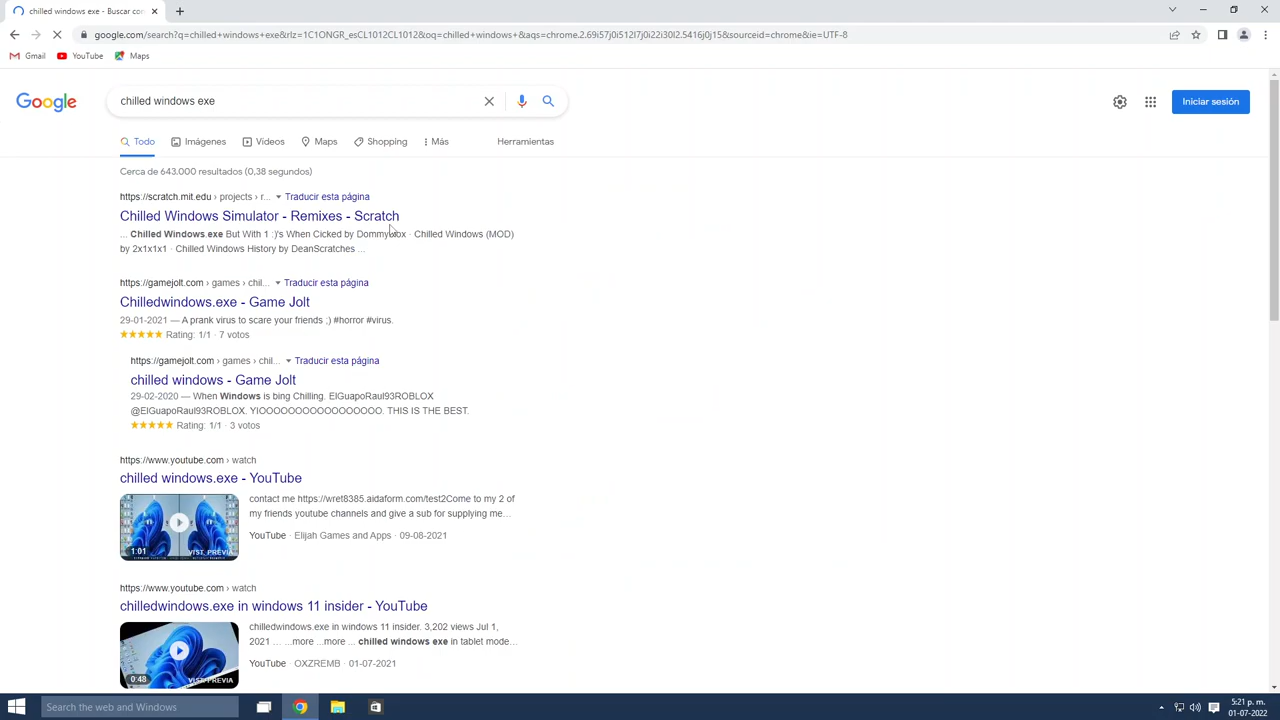 chilled windows exe - Buscar con
google.com/search?q=chilled+windows+exe&rlz=1C1ONGR_esCL1012CL1012&oq=chilled+windows+&aqs=chrome.2.69i57j0i512l7j0i22i30l2.5416j0j15&sourceid=chrome&ie=UTF-8
Gmail YouTube Maps
Google chilled windows exe Iniciar sesión
Todo Imágenes Vídeos Maps Shopping Más Herramientas
Cerca de 643.000 resultados (0,38 segundos)
https://scratch.mit.edu › projects › r... Traducir esta página
Chilled Windows Simulator - Remixes - Scratch
... Chilled Windows.exe But With 1 :)'s When Cicked by Dommybox · Chilled Windows (MOD)
by 2x1x1x1 · Chilled Windows History by DeanScratches ...
https://gamejolt.com › games › chil... Traducir esta página
Chilledwindows.exe - Game Jolt
29-01-2021 — A prank virus to scare your friends ;) #horror #virus.
Rating: 1/1 · 7 votos
https://gamejolt.com › games › chil... Traducir esta página
chilled windows - Game Jolt
29-02-2020 — When Windows is bing Chilling. ElGuapoRaul93ROBLOX
@ElGuapoRaul93ROBLOX. YIOOOOOOOOOOOOOOOOO. THIS IS THE BEST.
Rating: 1/1 · 3 votos
https://www.youtube.com › watch
chilled windows.exe - YouTube
contact me https://wret8385.aidaform.com/test2Come to my 2 of
my friends youtube channels and give a sub for supplying me...
YouTube · Elijah Games and Apps · 09-08-2021
1:01 VIST. PREVIA
https://www.youtube.com › watch
chilledwindows.exe in windows 11 insider - YouTube
chilledwindows.exe in windows 11 insider. 3,202 views Jul 1,
2021 ... ...more ...more ... chilled windows exe in tablet mode...
YouTube · OXZREMB · 01-07-2021
0:48 VIST. PREVIA
Search the web and Windows
5:21 p. m.
01-07-2022